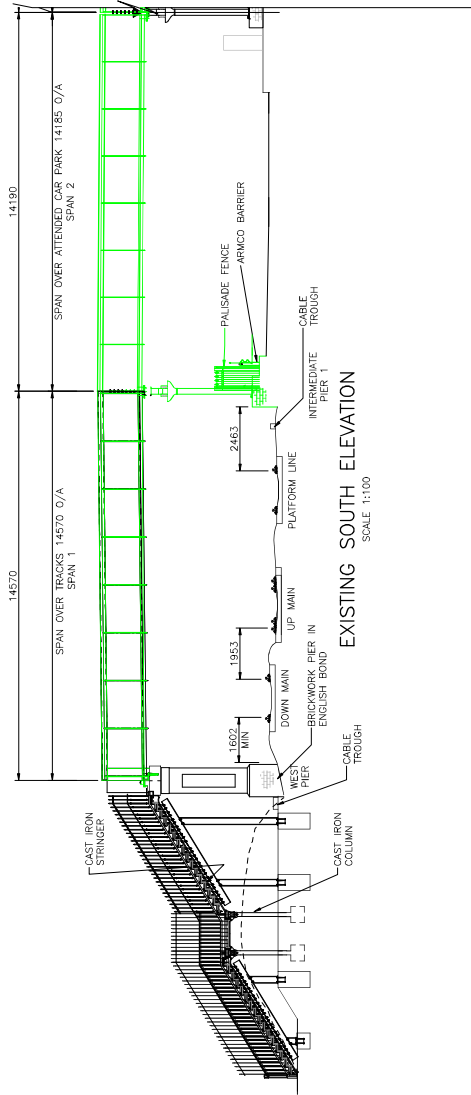 14570
14190
SPAN OVER TRACKS 14570 O/A
SPAN 1
SPAN OVER ATTENDED CAR PARK 14185 O/A
SPAN 2
CAST IRON
STRINGER
PALISADE FENCE
ARMCO BARRIER
1602
MIN
1953
2463
DOWN MAIN
UP MAIN
PLATFORM LINE
WEST
PIER
CABLE
TROUGH
CAST IRON
COLUMN
BRICKWORK PIER IN
ENGLISH BOND
INTERMEDIATE
PIER 1
CABLE
TROUGH
EXISTING SOUTH ELEVATION
SCALE 1:100